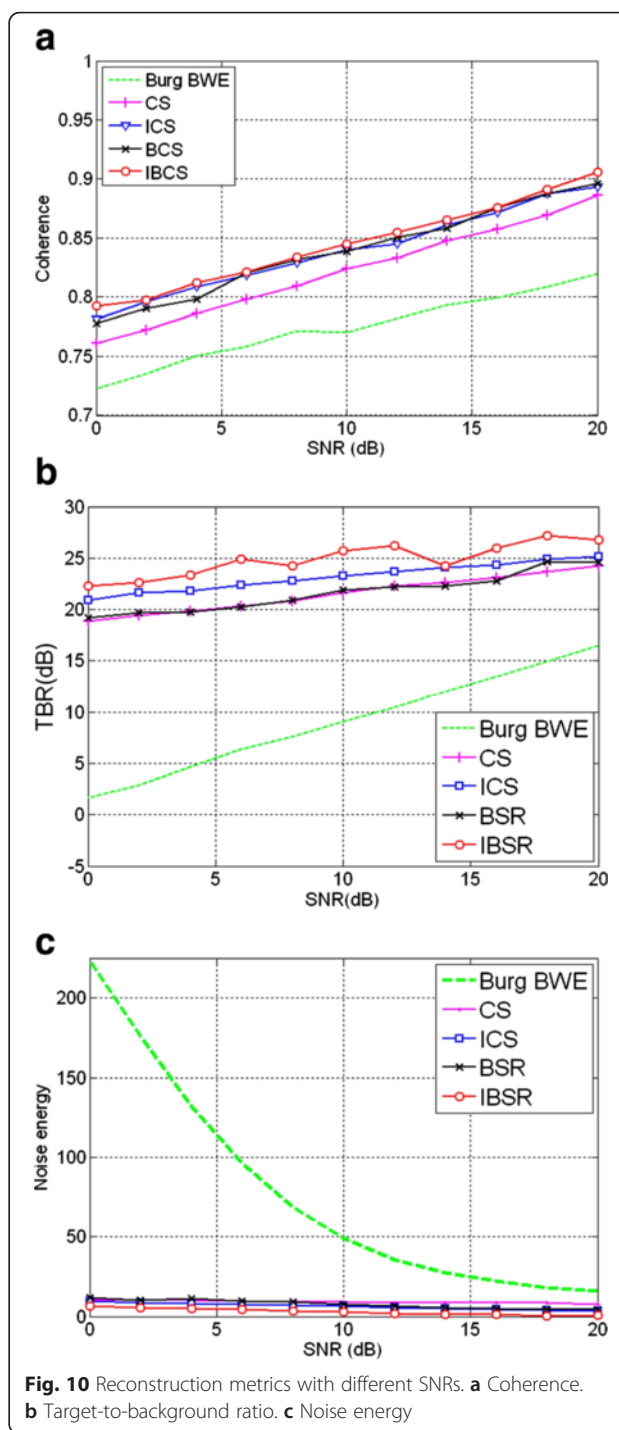 a
1
0.95
0.9
0.85
0.8
0.75
0.7
Coherence
Burg BWE
CS
ICS
BCS
IBCS
0 5 10 15 20
SNR (dB)
b
30
25
20
15
10
5
0
-5
TBR(dB)
Burg BWE
CS
ICS
BSR
IBSR
0 5 10 15 20
SNR(dB)
c
200
150
100
50
0
Noise energy
Burg BWE
CS
ICS
BSR
IBSR
0 5 10 15 20
SNR (dB)
Fig. 10 Reconstruction metrics with different SNRs. a Coherence.
b Target-to-background ratio. c Noise energy